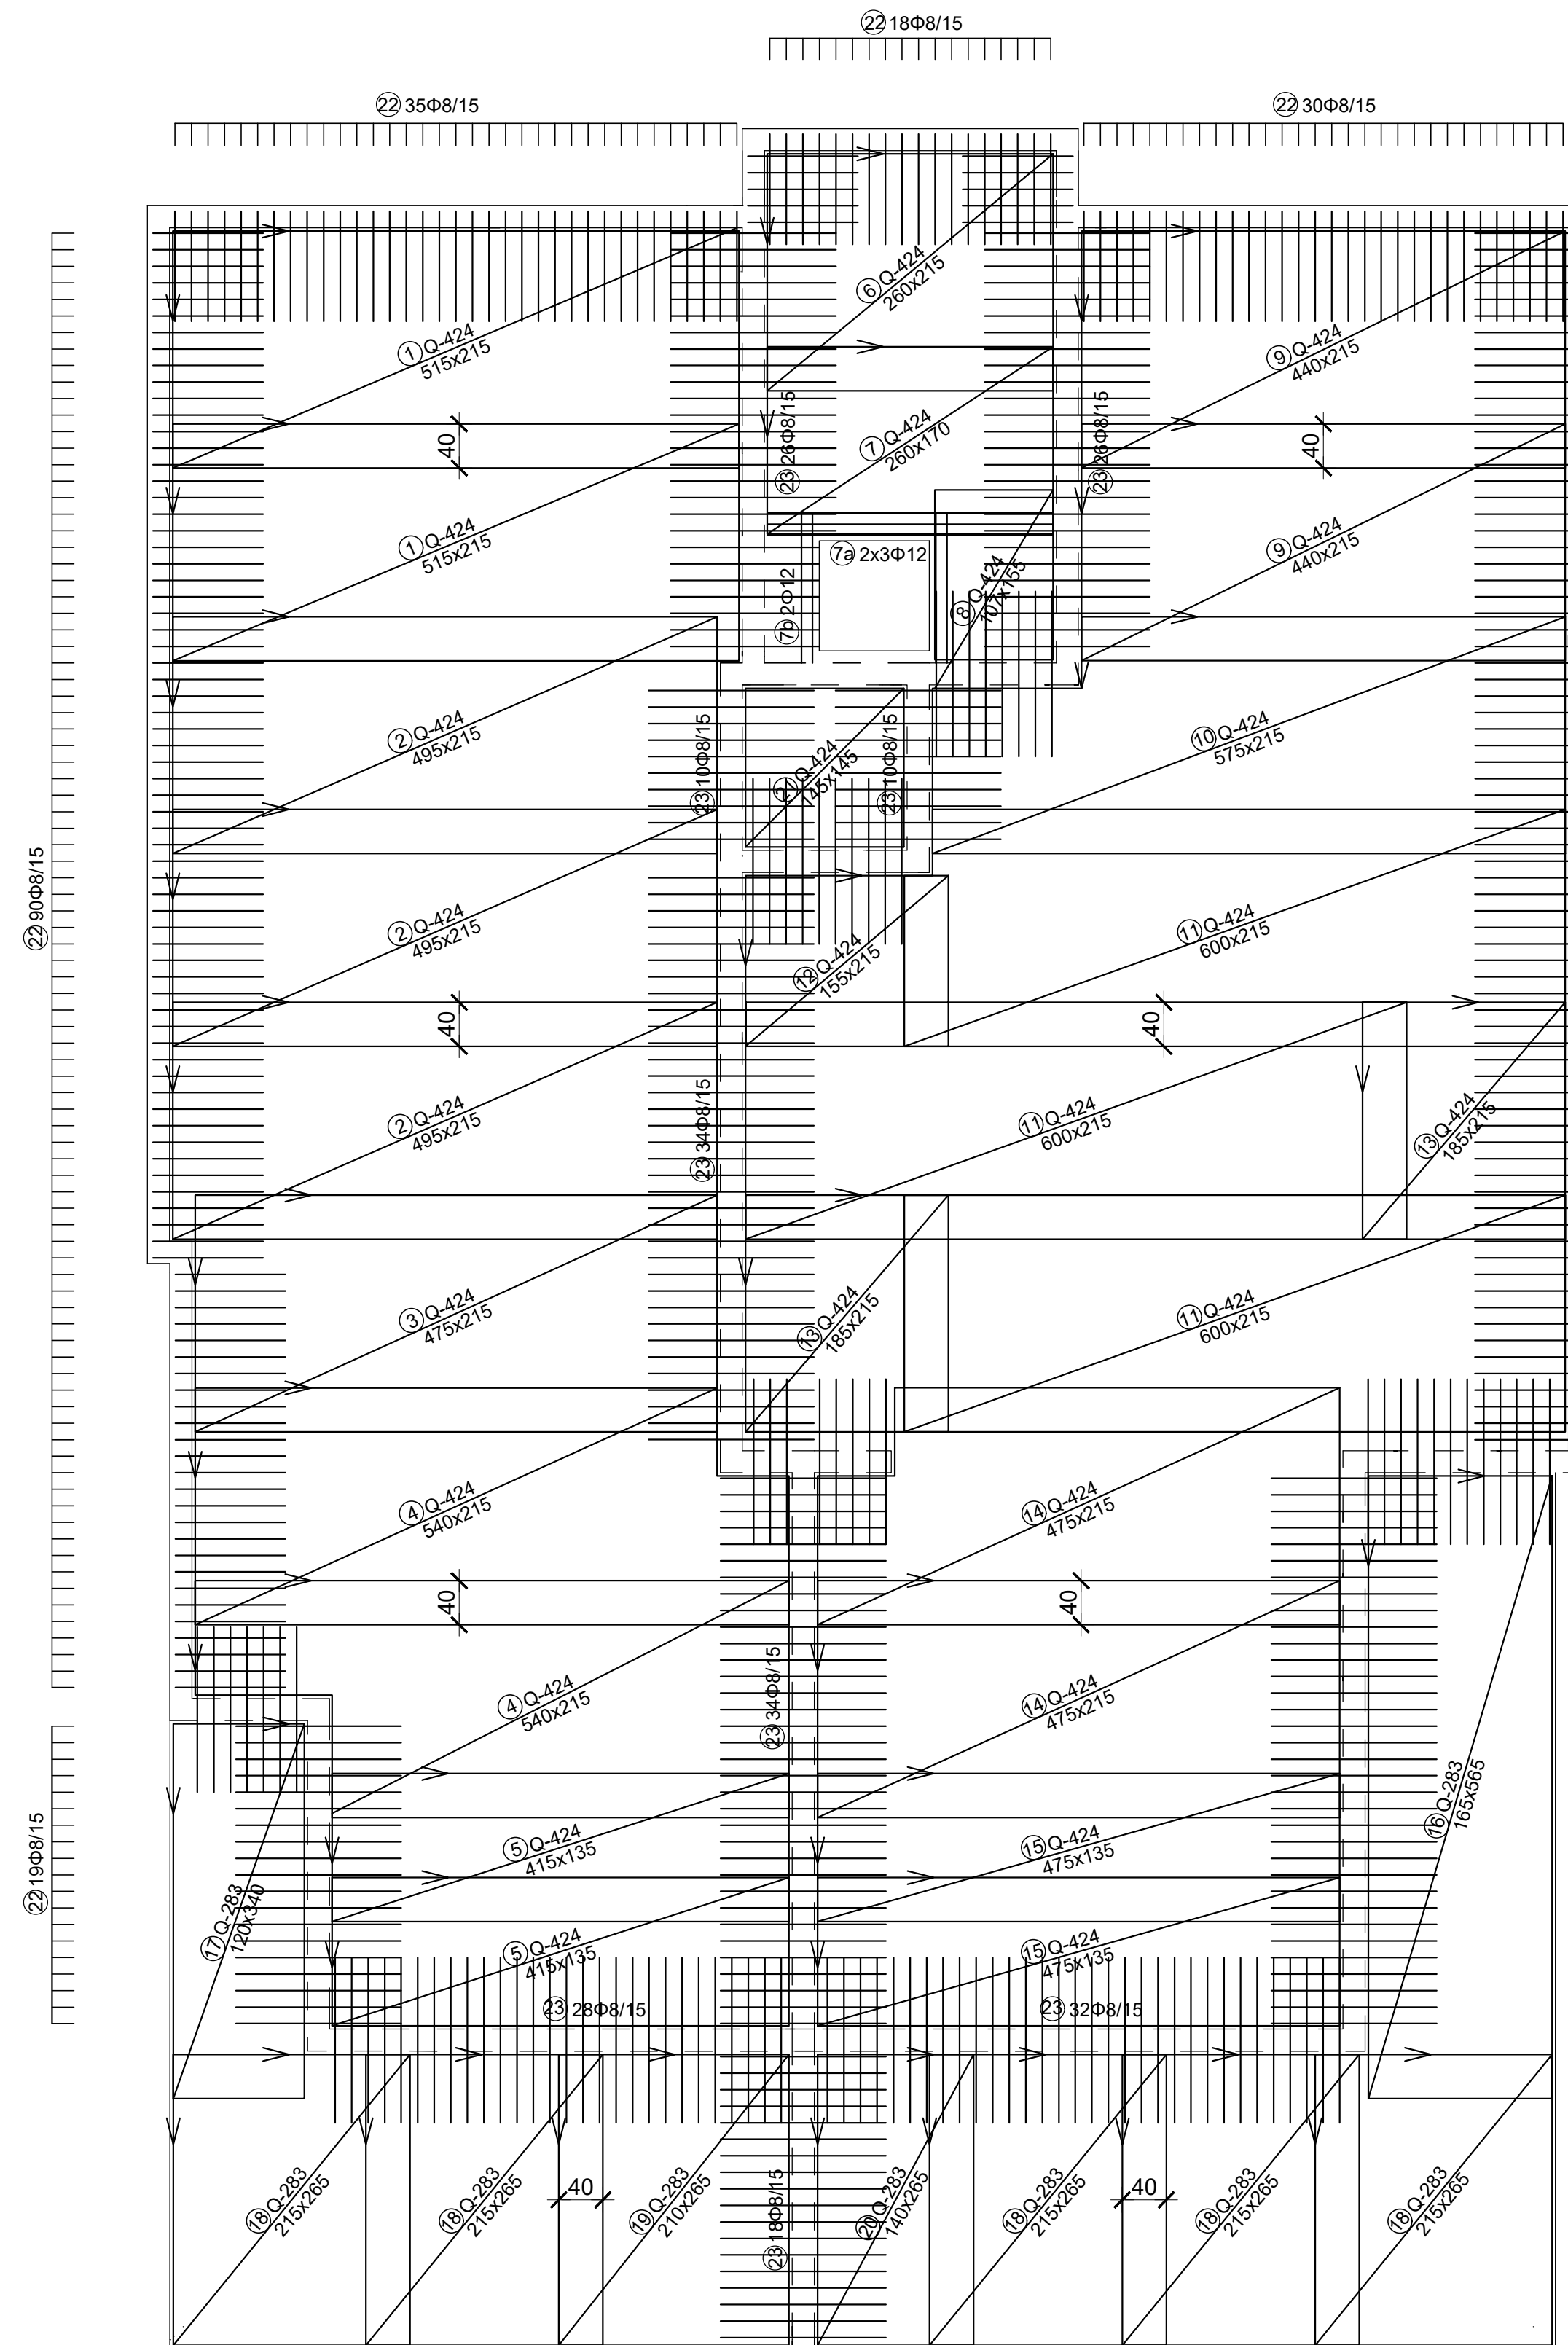 22 18Φ8/15
22 35Φ8/15
22 30Φ8/15
6 Q-424
260x215
1 Q-424
515x215
9 Q-424
440x215
40
40
7 Q-424
260x170
23 26Φ8/15
23 26Φ8/15
1 Q-424
515x215
9 Q-424
440x215
7a 2x3Φ12
7b 2Φ12
8 Q-424
107x155
2 Q-424
495x215
23 10Φ8/15
21 Q-424
145x145
23 10Φ8/15
10 Q-424
575x215
22 90Φ8/15
2 Q-424
495x215
12 Q-424
155x215
11 Q-424
600x215
40
40
2 Q-424
495x215
23 34Φ8/15
11 Q-424
600x215
13 Q-424
185x215
3 Q-424
475x215
13 Q-424
185x215
11 Q-424
600x215
4 Q-424
540x215
14 Q-424
475x215
40
40
4 Q-424
540x215
23 34Φ8/15
14 Q-424
475x215
22 19Φ8/15
17 Q-283
120x340
5 Q-424
415x135
15 Q-424
475x135
16 Q-283
165x565
5 Q-424
415x135
15 Q-424
475x135
23 28Φ8/15
23 32Φ8/15
18 Q-283
215x265
18 Q-283
215x265
40
19 Q-283
210x265
23 18Φ8/15
20 Q-283
140x265
18 Q-283
215x265
40
18 Q-283
215x265
18 Q-283
215x265